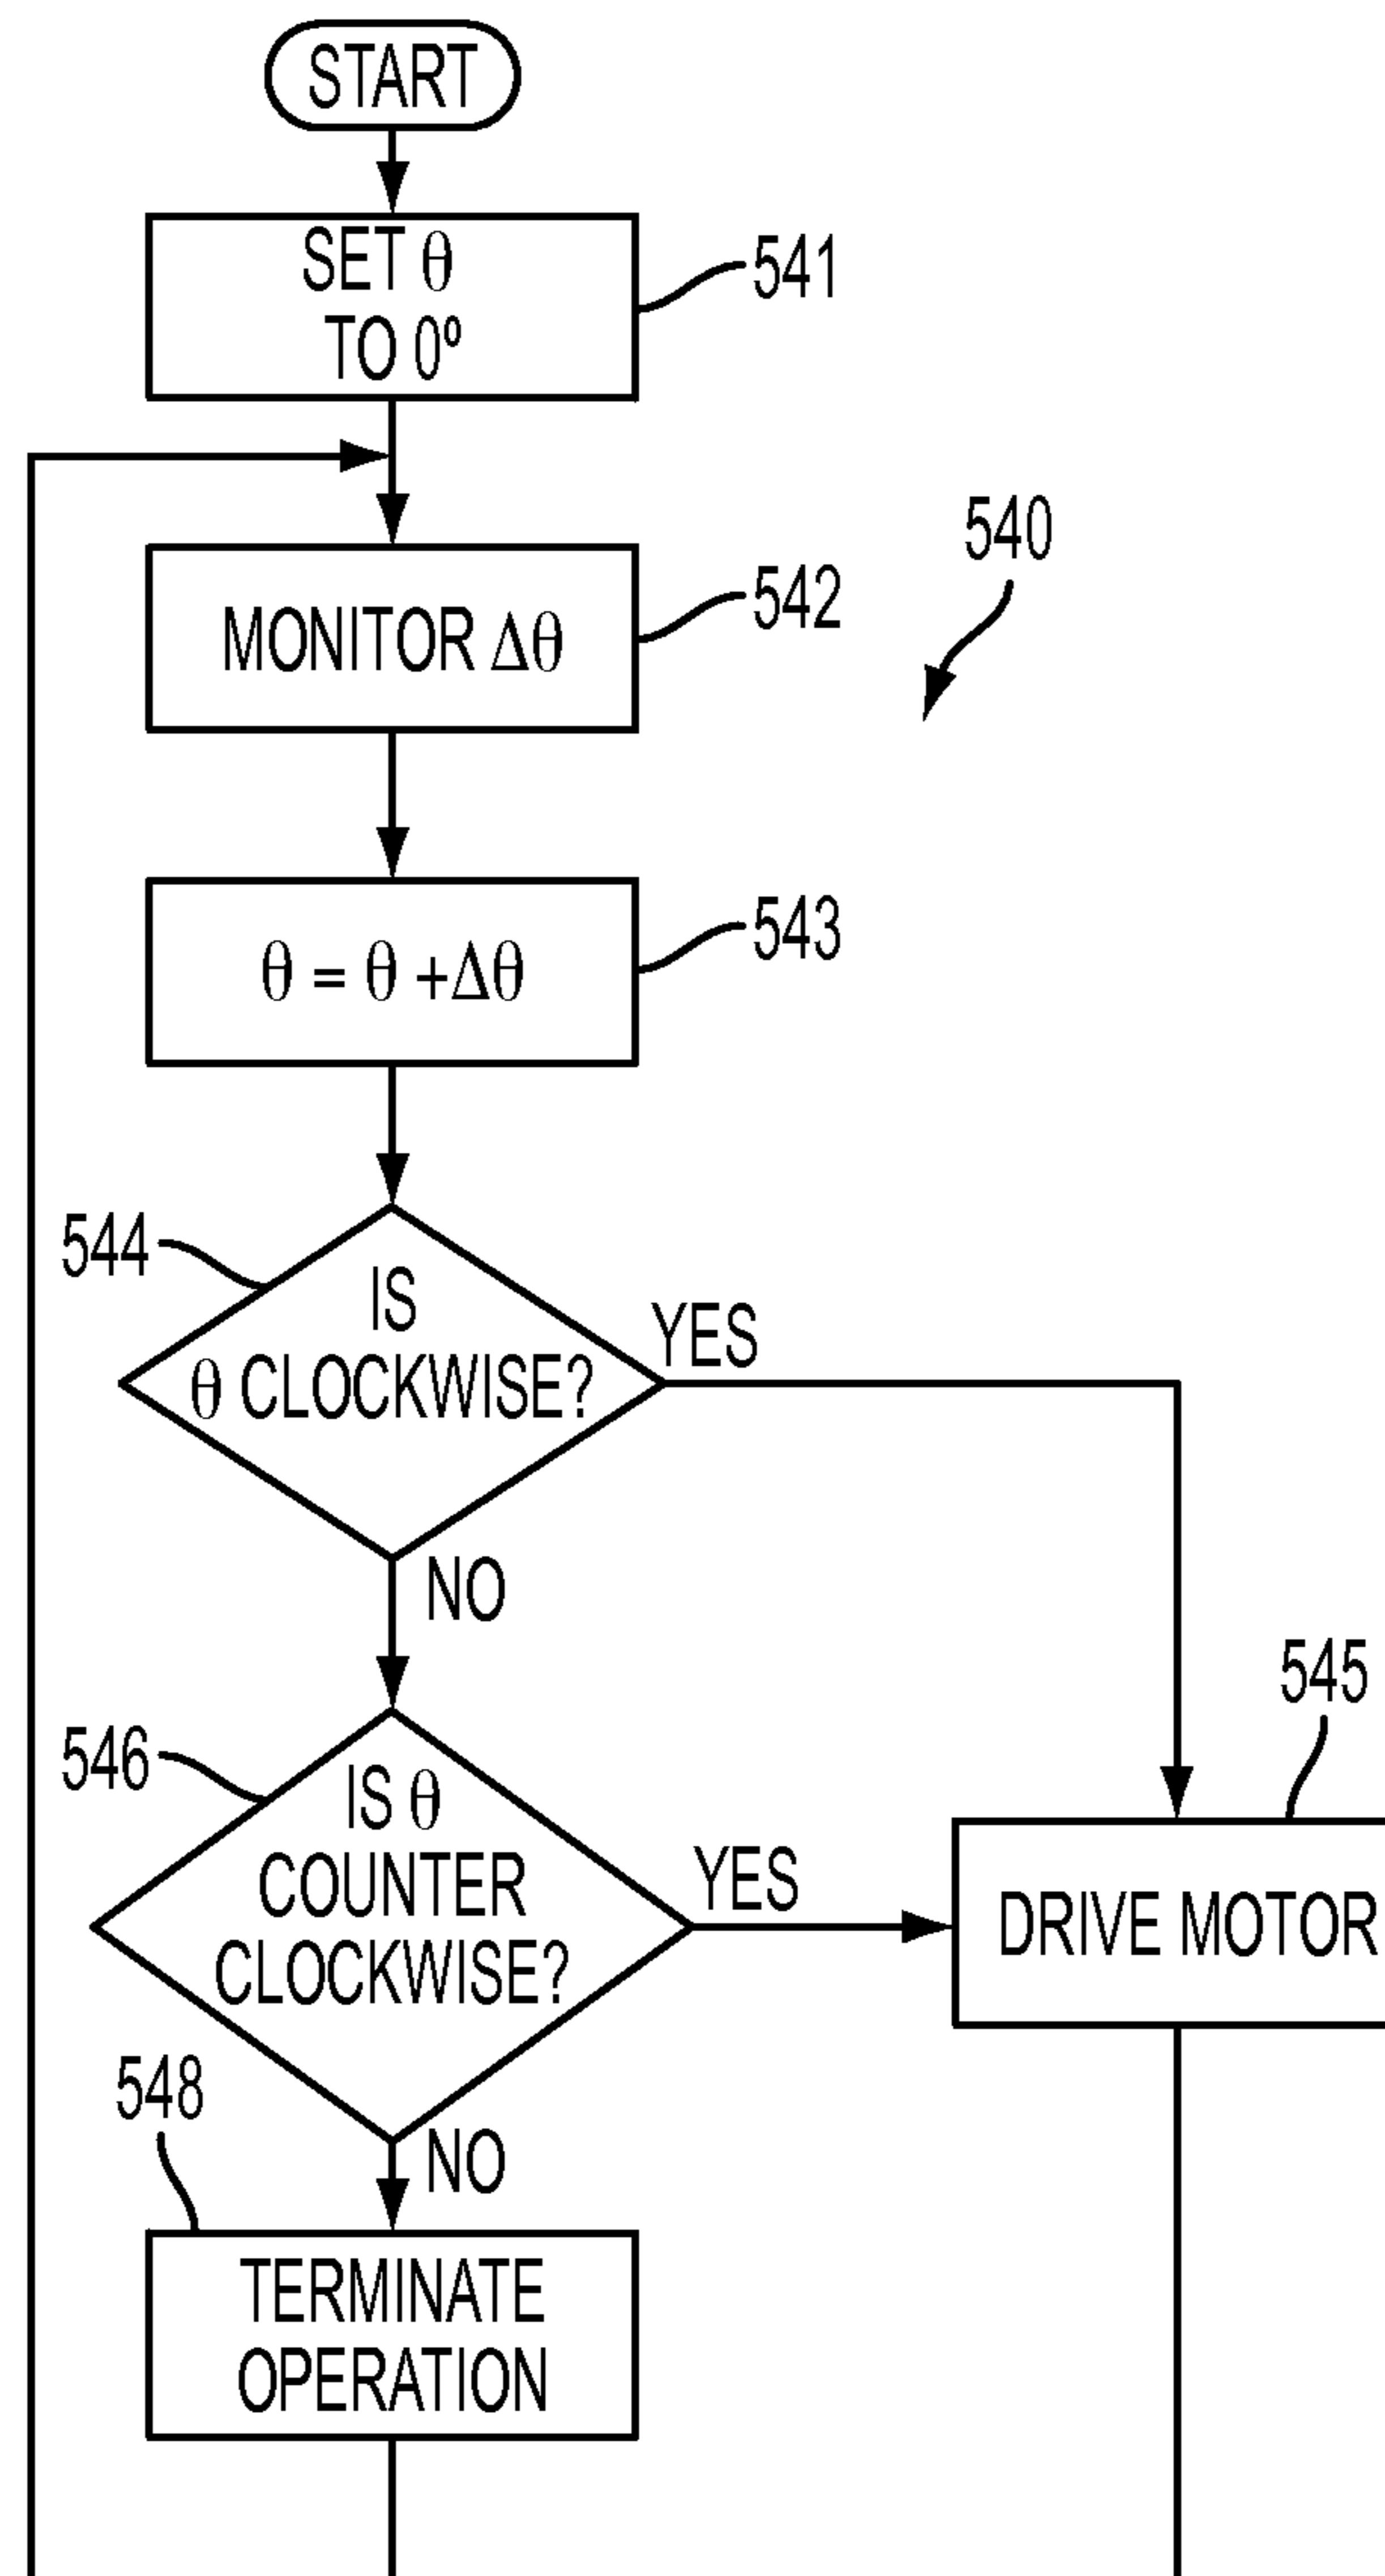 START
SET θ
TO 0º
541
540
542
MONITOR Δθ
543
θ = θ +Δθ
544
IS
θ CLOCKWISE?
YES
NO
545
546
IS θ
COUNTER
CLOCKWISE?
YES
DRIVE MOTOR
548
NO
TERMINATE
OPERATION